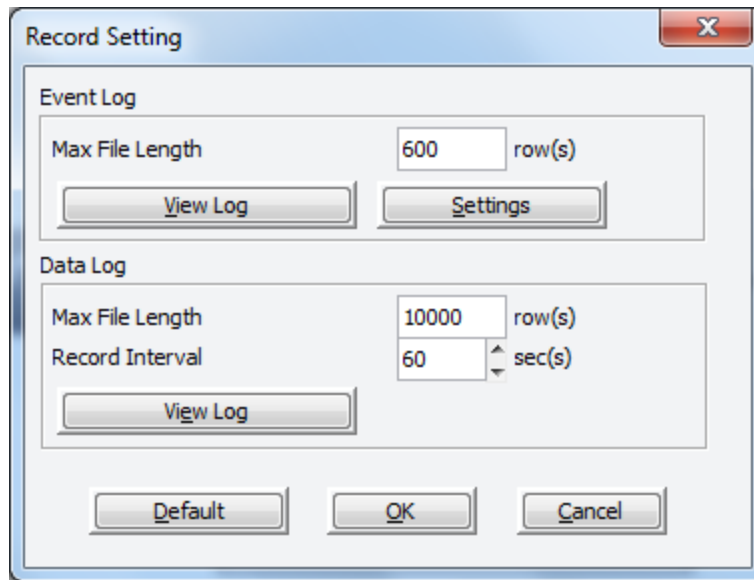 Record Setting
Event Log
Max File Length 600 row(s)
View Log Settings
Data Log
Max File Length 10000 row(s)
Record Interval 60 sec(s)
View Log
Default OK Cancel